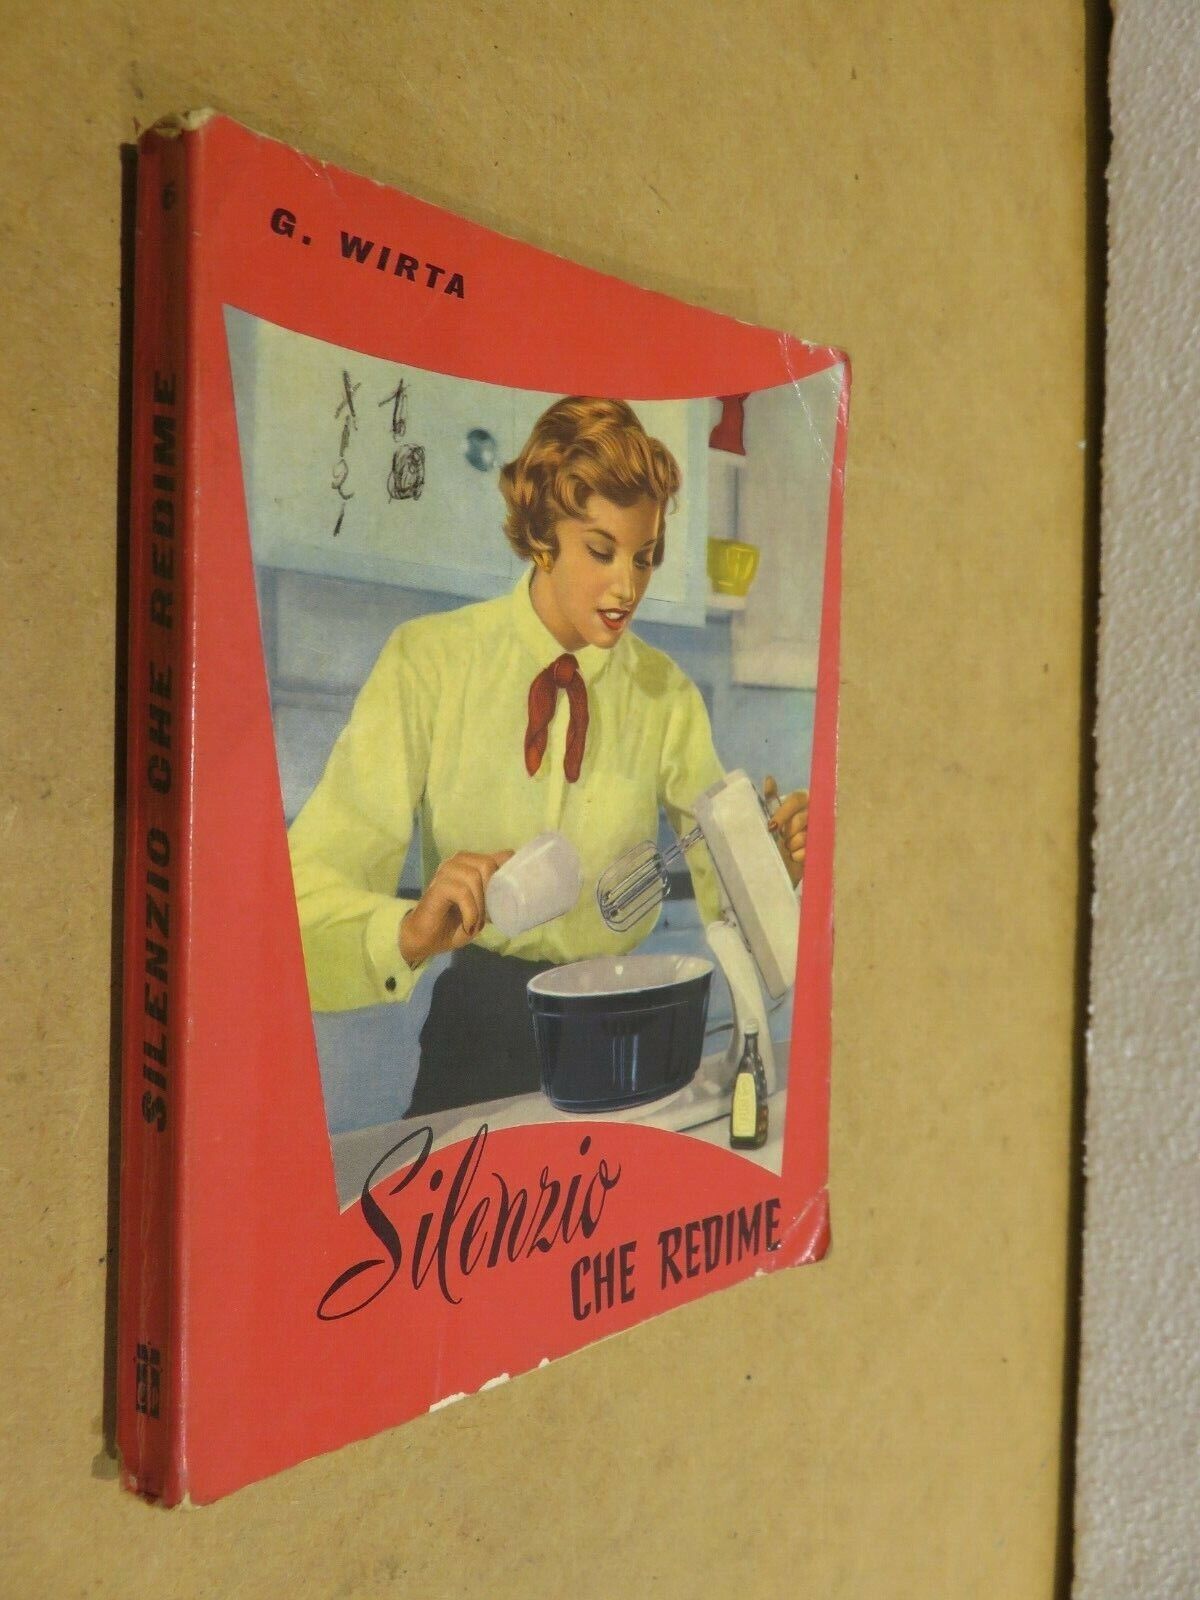 G. WIRTA
Silenzio
CHE REDIME
SILENZIO CHE REDIME